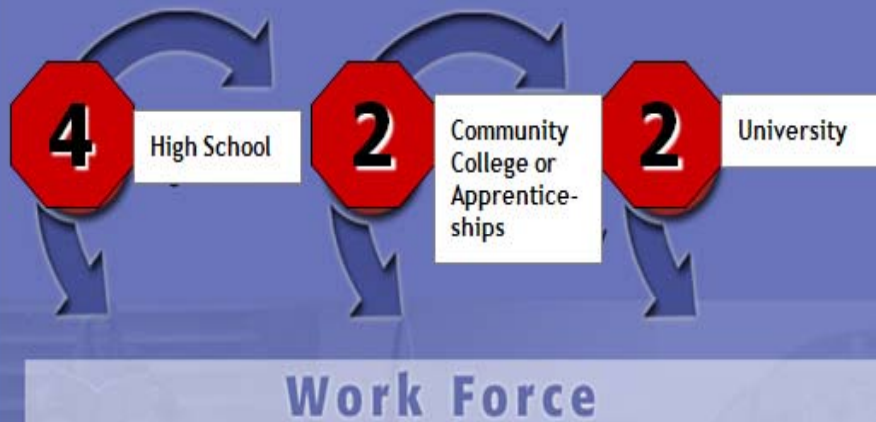 4
High School
2
Community
College or
Apprentice-
ships
2
University
Work Force